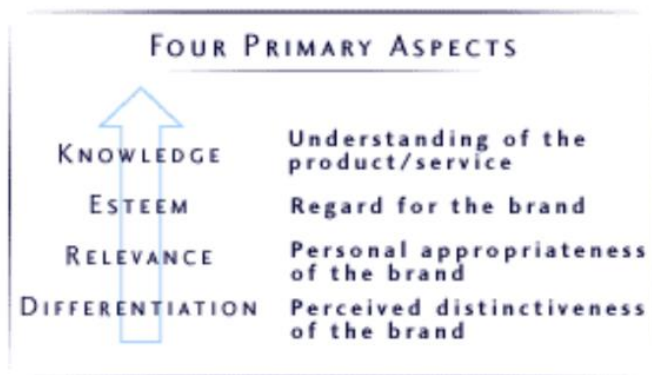 FOUR PRIMARY ASPECTS
KNOWLEDGE
Understanding of the
product/service
ESTEEM
Regard for the brand
RELEVANCE
Personal appropriateness
of the brand
DIFFERENTIATION
Perceived distinctiveness
of the brand